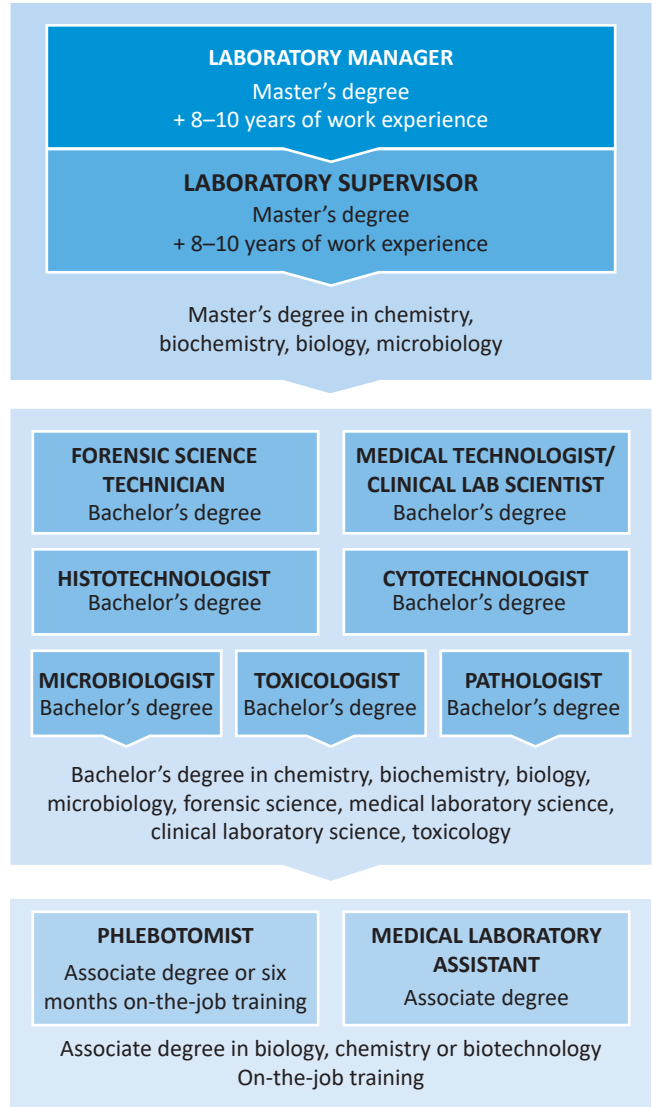 LABORATORY MANAGER
Master’s degree
+ 8–10 years of work experience
LABORATORY SUPERVISOR
Master’s degree
+ 8–10 years of work experience
Master’s degree in chemistry,
biochemistry, biology, microbiology
FORENSIC SCIENCE
TECHNICIAN
Bachelor’s degree
MEDICAL TECHNOLOGIST/
CLINICAL LAB SCIENTIST
Bachelor’s degree
HISTOTECHNOLOGIST
Bachelor’s degree
CYTOTECHNOLOGIST
Bachelor’s degree
MICROBIOLOGIST
Bachelor’s degree
TOXICOLOGIST
Bachelor’s degree
PATHOLOGIST
Bachelor’s degree
Bachelor’s degree in chemistry, biochemistry, biology,
microbiology, forensic science, medical laboratory science,
clinical laboratory science, toxicology
PHLEBOTOMIST
Associate degree or six
months on-the-job training
MEDICAL LABORATORY
ASSISTANT
Associate degree
Associate degree in biology, chemistry or biotechnology
On-the-job training